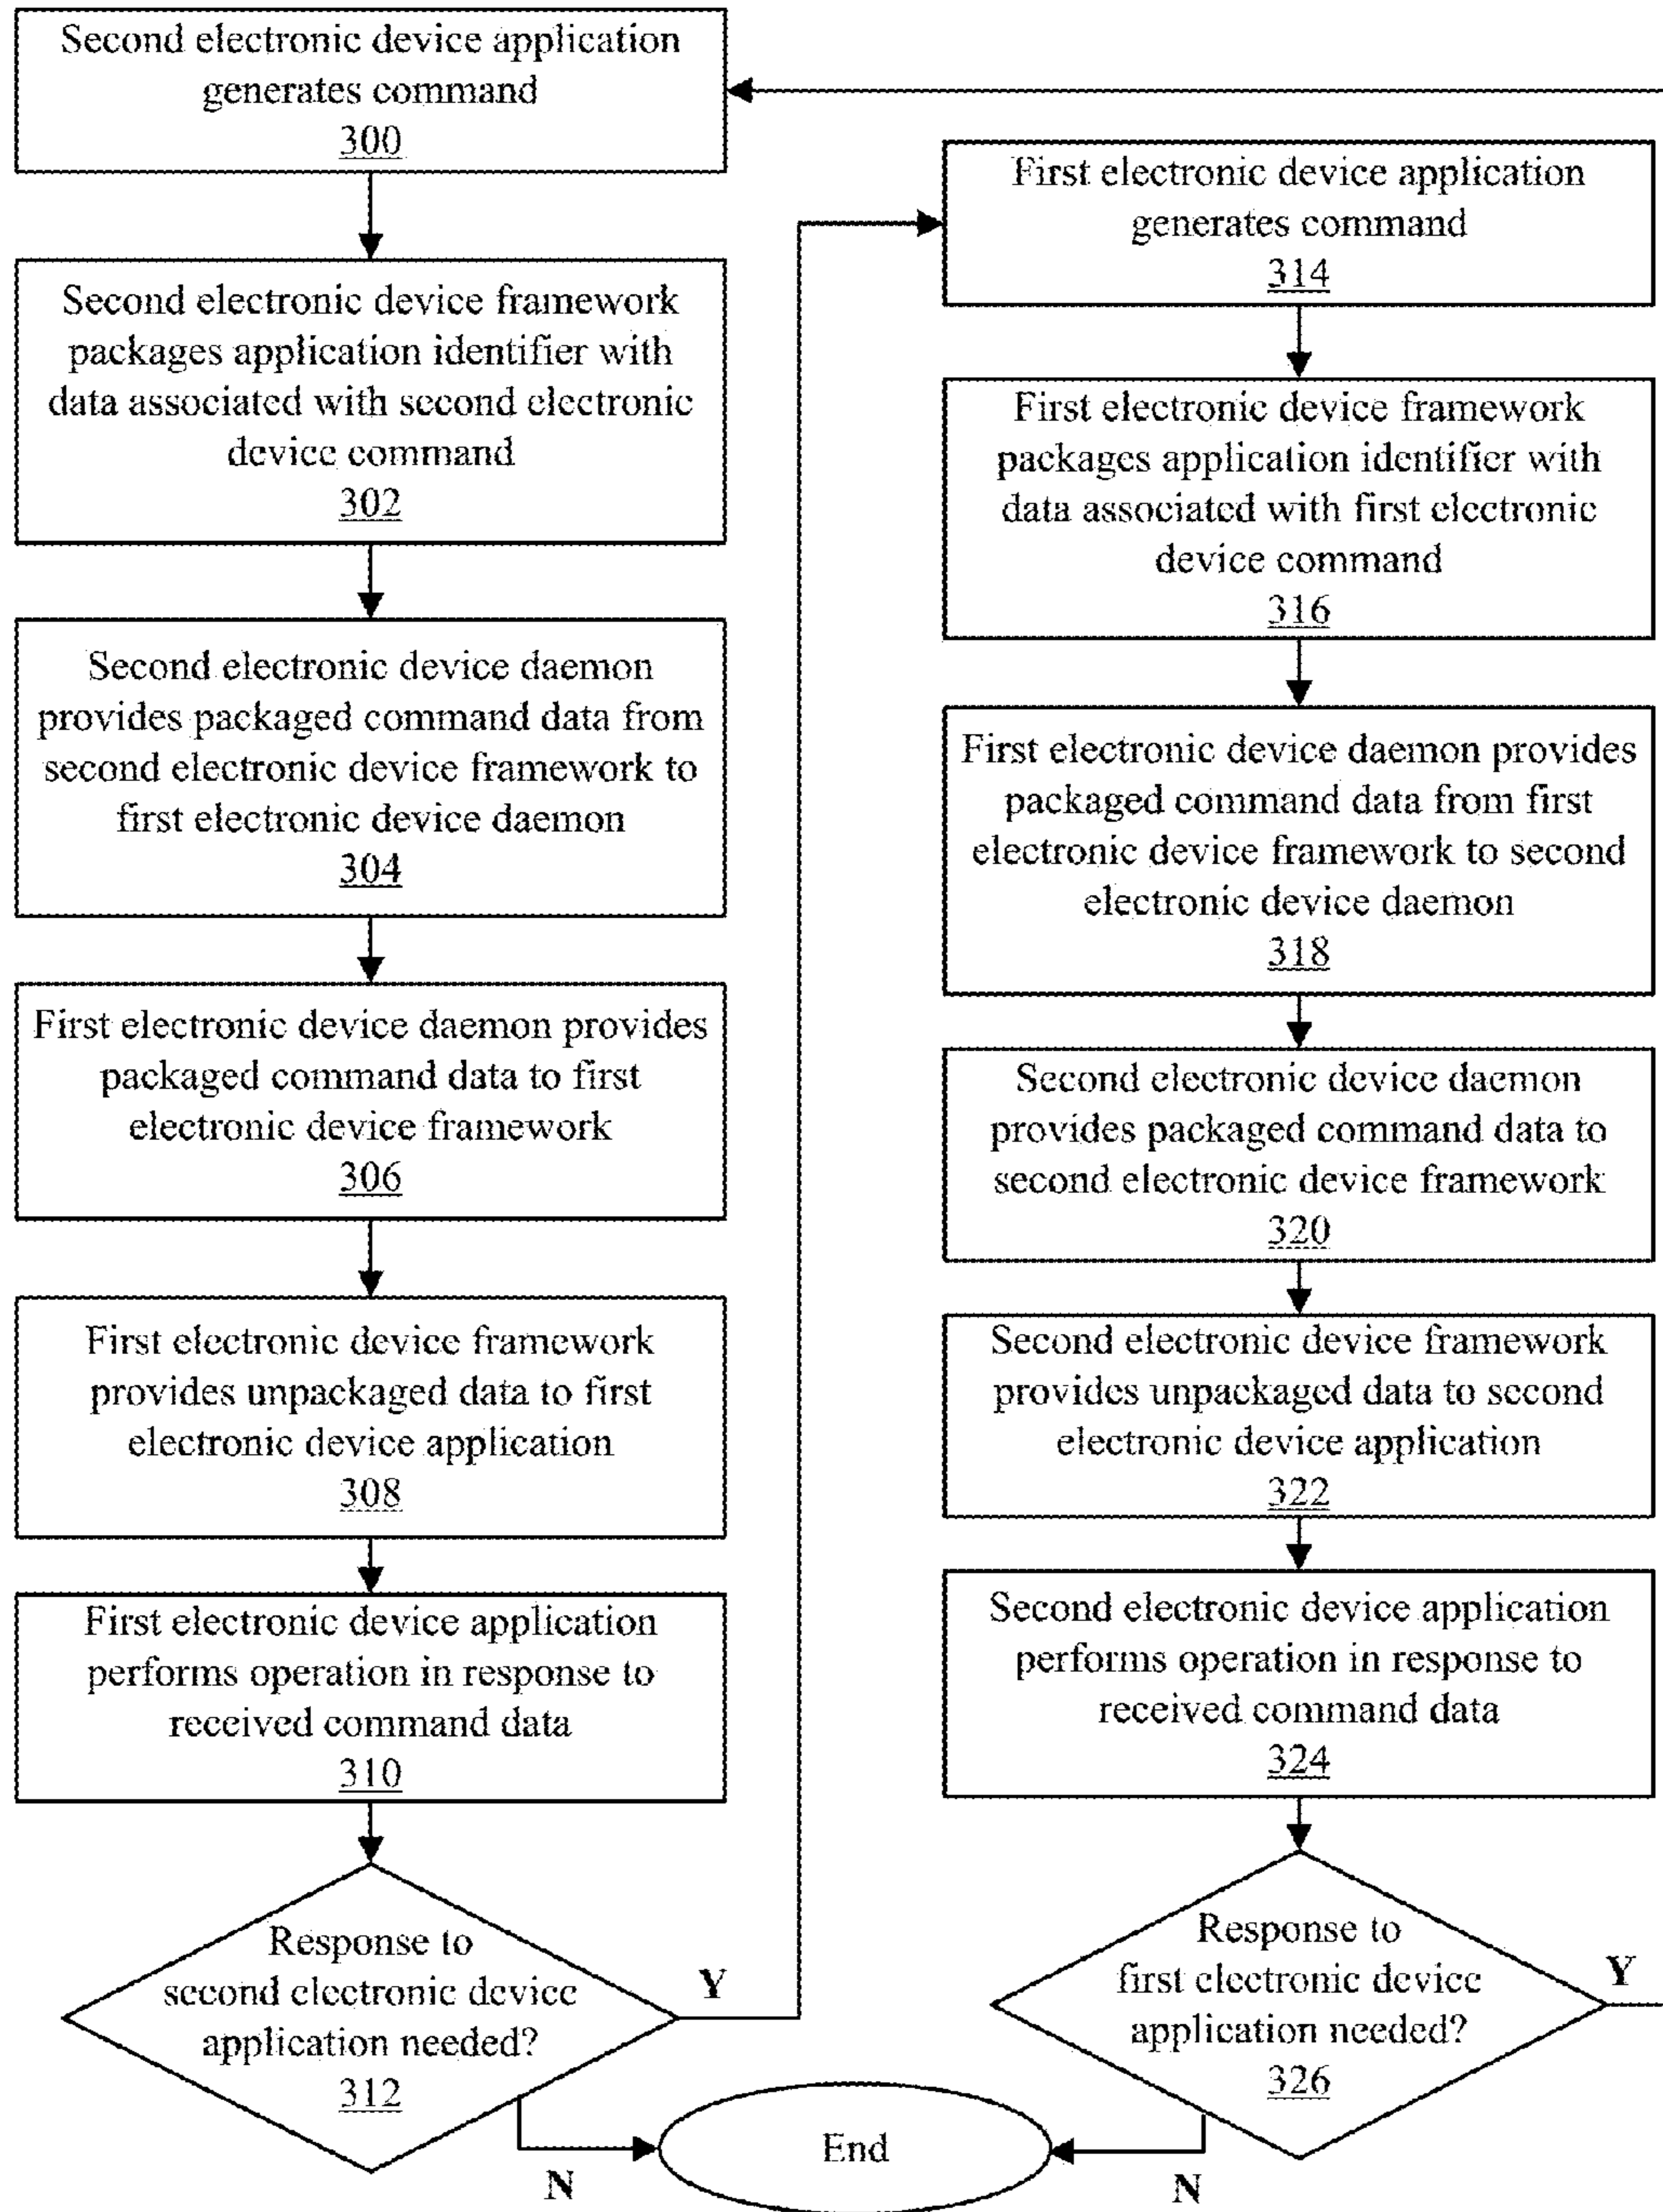 Second electronic device application
generates command
300
Second electronic device framework
packages application identifier with
data associated with second electronic
device command
302
Second electronic device daemon
provides packaged command data from
second electronic device framework to
first electronic device daemon
304
First electronic device daemon provides
packaged command data to first
electronic device framework
306
First electronic device framework
provides unpackaged data to first
electronic device application
308
First electronic device application
performs operation in response to
received command data
310
Response to
second electronic device
application needed?
312
Y
N
First electronic device application
generates command
314
First electronic device framework
packages application identifier with
data associated with first electronic
device command
316
First electronic device daemon provides
packaged command data from first
electronic device framework to second
electronic device daemon
318
Second electronic device daemon
provides packaged command data to
second electronic device framework
320
Second electronic device framework
provides unpackaged data to second
electronic device application
322
Second electronic device application
performs operation in response to
received command data
324
Response to
first electronic device
application needed?
326
Y
N
End